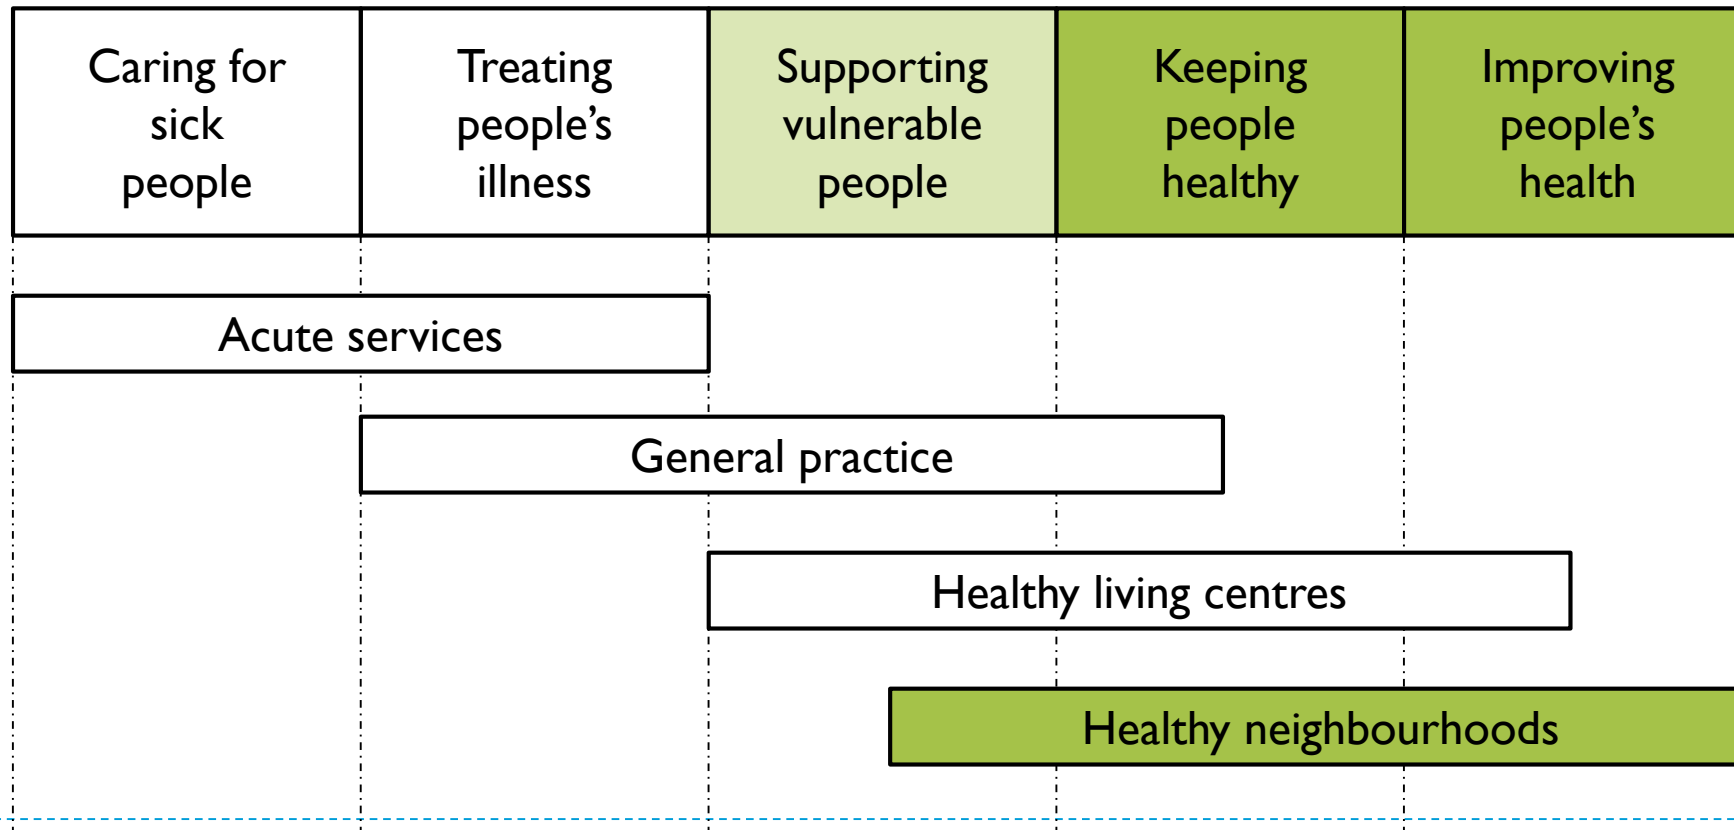 Caring for
sick
people
Treating
people’s
illness
Supporting
vulnerable
people
Keeping
people
healthy
Improving
people’s
health
Acute services
General practice
Healthy living centres
Healthy neighbourhoods